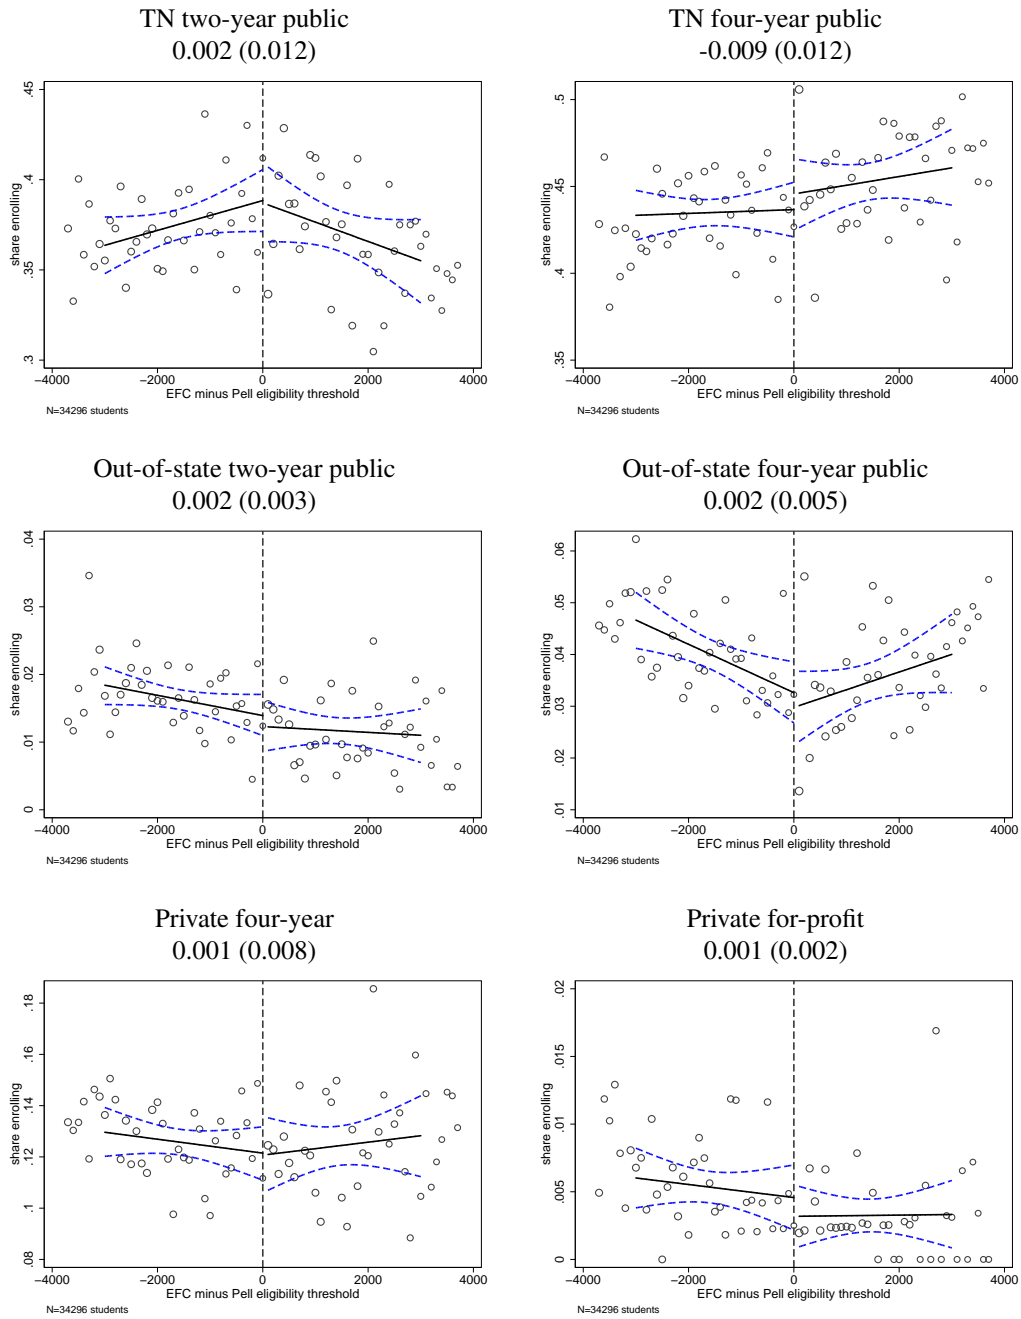 TN two-year public
0.002 (0.012)
share enrolling
.3 .35 .4 .45
−4000 −2000 0 2000 4000
EFC minus Pell eligibility threshold
N=34296 students
TN four-year public
-0.009 (0.012)
share enrolling
.35 .4 .45 .5
−4000 −2000 0 2000 4000
EFC minus Pell eligibility threshold
N=34296 students
Out-of-state two-year public
0.002 (0.003)
share enrolling
0 .01 .02 .03 .04
−4000 −2000 0 2000 4000
EFC minus Pell eligibility threshold
N=34296 students
Out-of-state four-year public
0.002 (0.005)
share enrolling
.01 .02 .03 .04 .05 .06
−4000 −2000 0 2000 4000
EFC minus Pell eligibility threshold
N=34296 students
Private four-year
0.001 (0.008)
share enrolling
.08 .1 .12 .14 .16 .18
−4000 −2000 0 2000 4000
EFC minus Pell eligibility threshold
N=34296 students
Private for-profit
0.001 (0.002)
share enrolling
0 .005 .01 .015 .02
−4000 −2000 0 2000 4000
EFC minus Pell eligibility threshold
N=34296 students